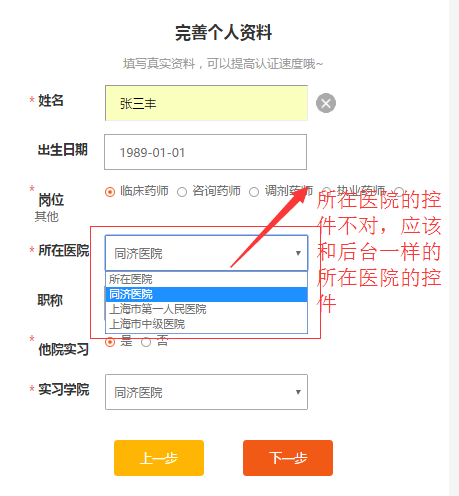 完善个人资料
填写真实资料，可以提高认证速度哦~
* 姓名 张三丰
出生日期 1989-01-01
* 岗位 临床药师 咨询药师 调剂药师 执业药师
其他
* 所在医院 同济医院
所在医院
同济医院
上海市第一人民医院
上海市中级医院
职称
* 他院实习 是 否
* 实习学院 同济医院
上一步 下一步
所在医院的控
件不对，应该
和后台一样的
所在医院的控
件